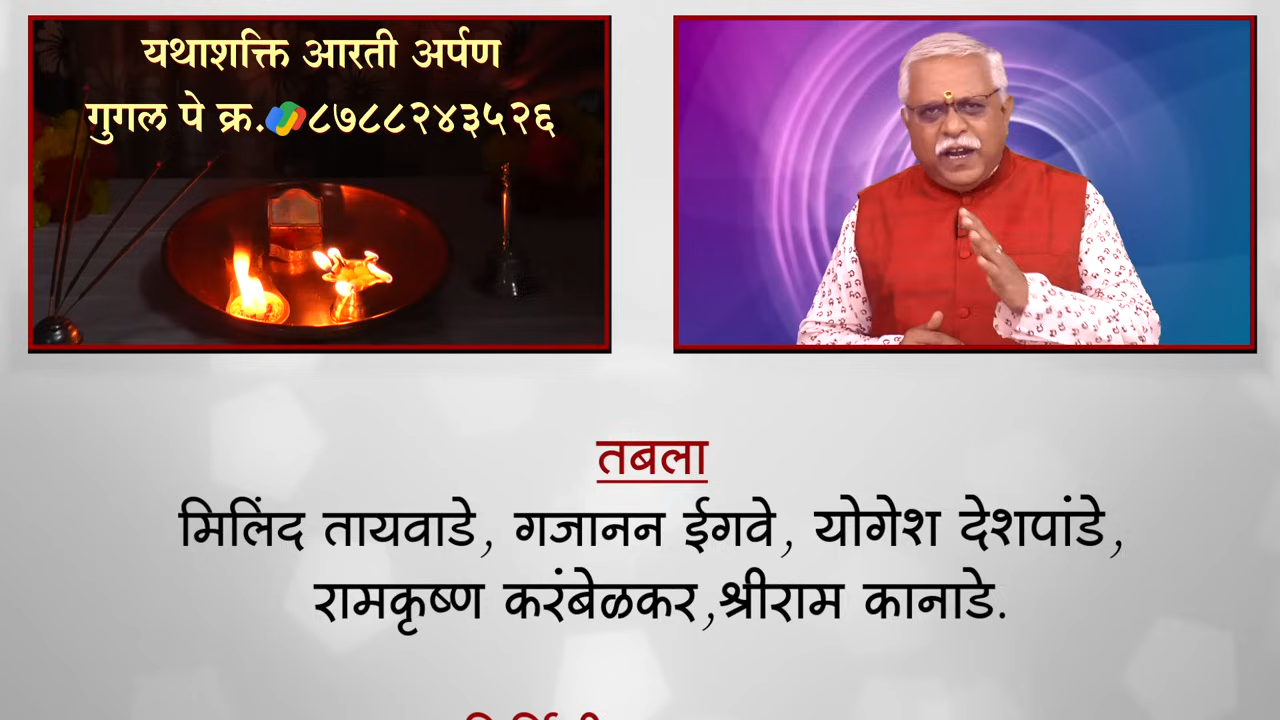 यथाशक्ति आरती अर्पण
गुगल पे क्र. ८७८८२४३५२६
तबला
मिलिंद तायवाडे, गजानन ईगवे, योगेश देशपांडे,
रामकृष्ण करंबेळकर,श्रीराम कानाडे.